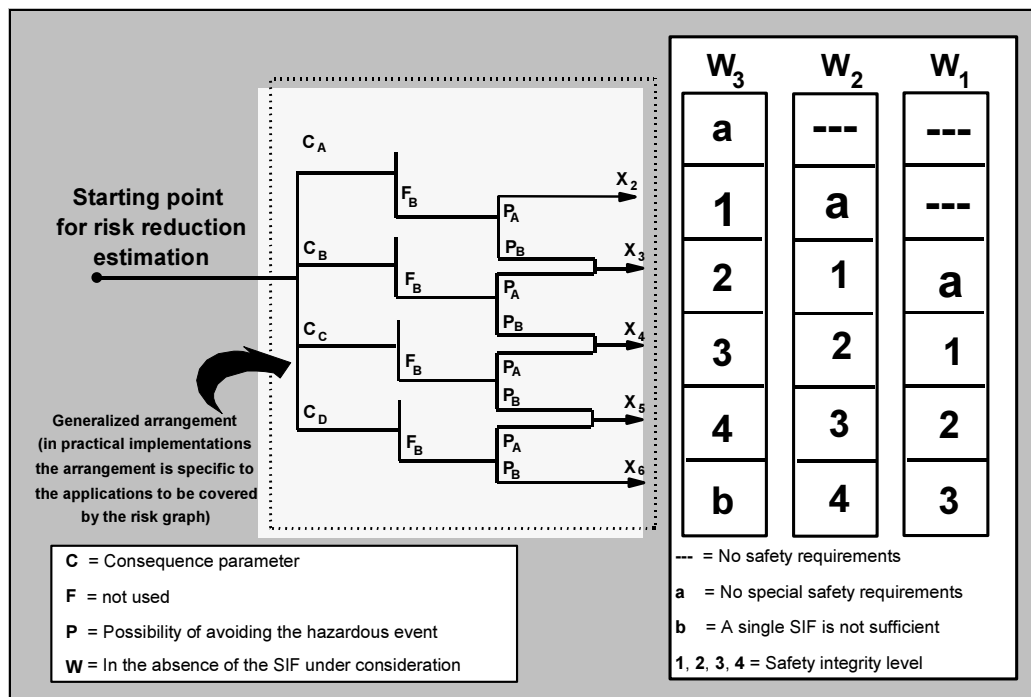 Starting point
for risk reduction
estimation
Generalized arrangement
(in practical implementations
the arrangement is specific to
the applications to be covered
by the risk graph)
C A
F B
P A
X 2
P B
X 3
C B
F B
P A
P B
X 4
C C
F B
P A
P B
X 5
C D
F B
P A
P B
X 6
W3 W2 W1
a --- ---
1 a ---
2 1 a
3 2 1
4 3 2
b 4 3
C = Consequence parameter
F = not used
P = Possibility of avoiding the hazardous event
W = In the absence of the SIF under consideration
--- = No safety requirements
a = No special safety requirements
b = A single SIF is not sufficient
1, 2, 3, 4 = Safety integrity level